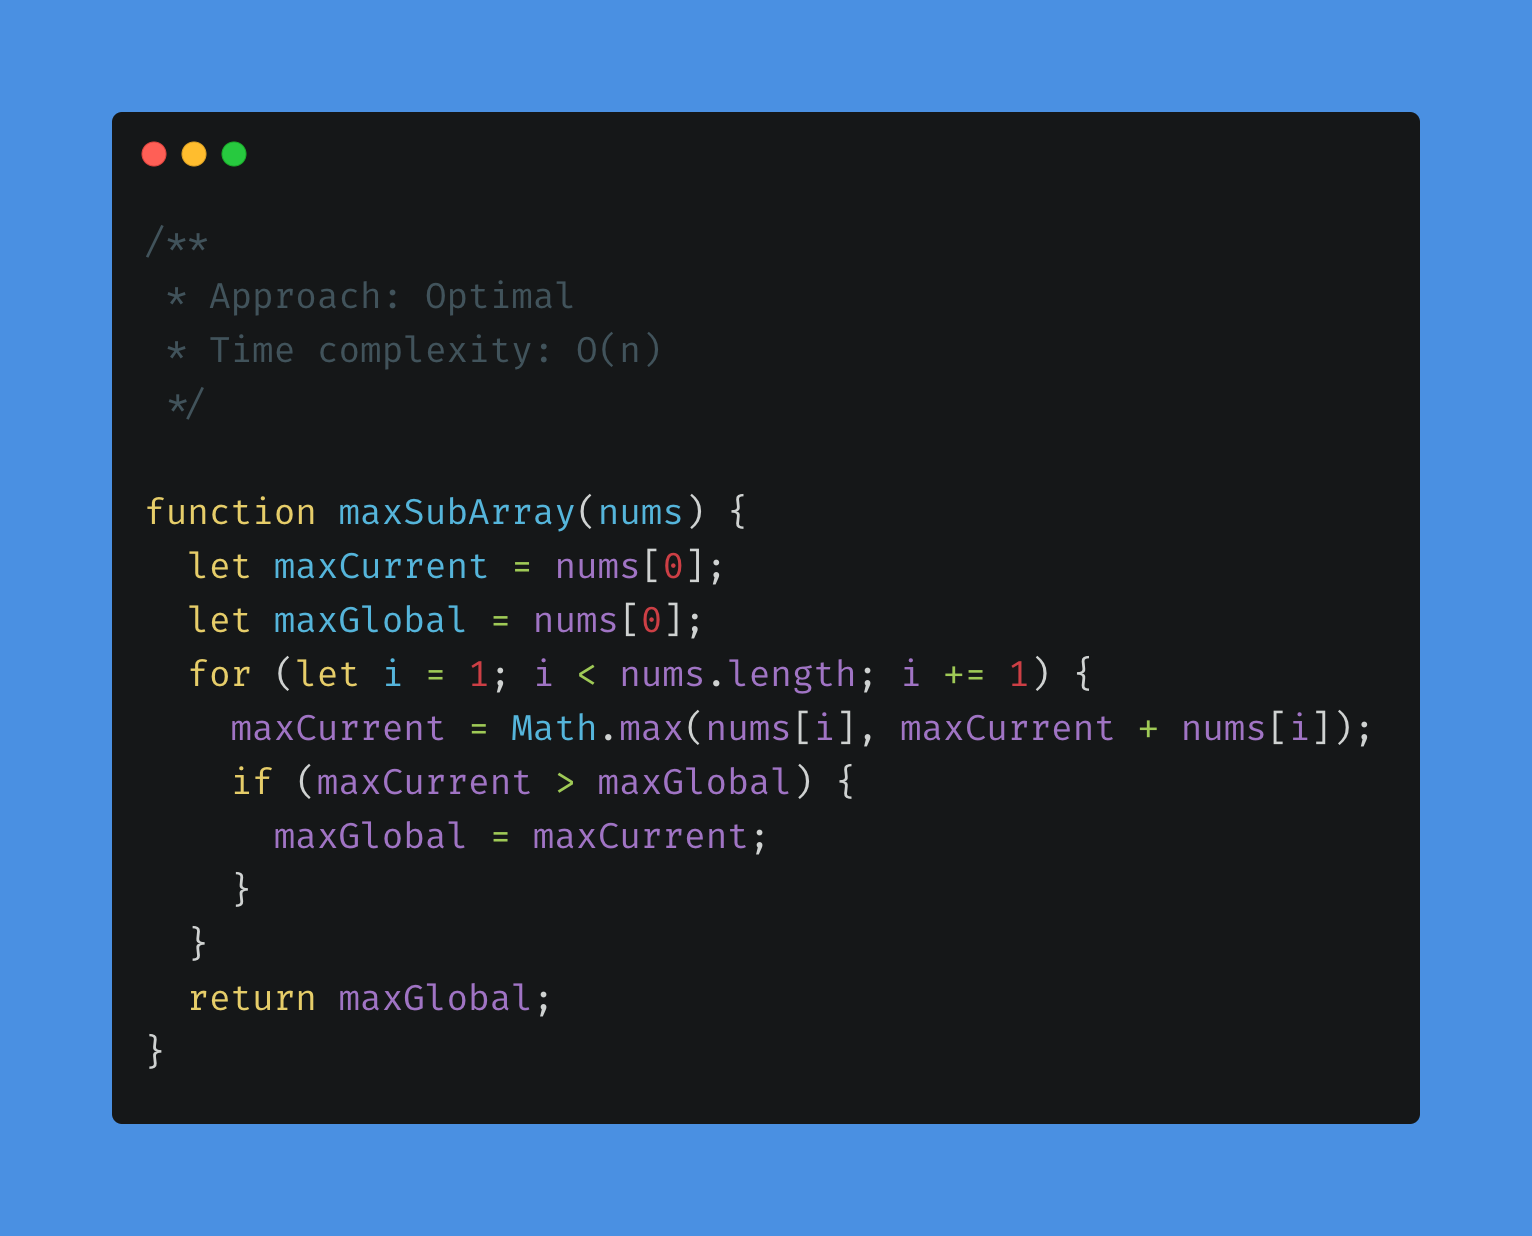 /**
 * Approach: Optimal
 * Time complexity: O(n)
 */

function maxSubArray(nums) {
  let maxCurrent = nums[0];
  let maxGlobal = nums[0];
  for (let i = 1; i < nums.length; i += 1) {
    maxCurrent = Math.max(nums[i], maxCurrent + nums[i]);
    if (maxCurrent > maxGlobal) {
      maxGlobal = maxCurrent;
    }
  }
  return maxGlobal;
}